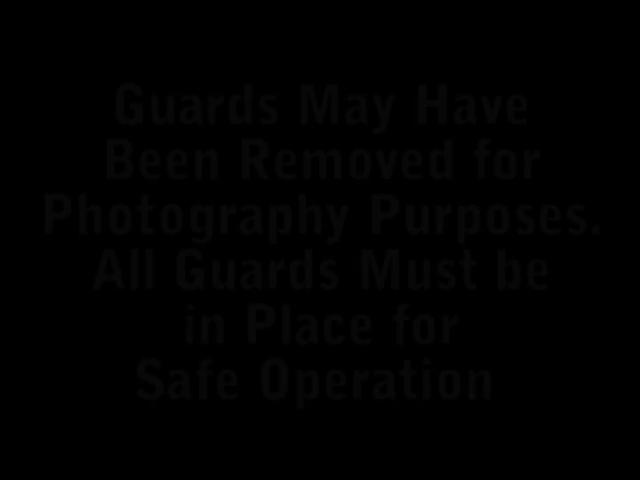 Guards May Have
Been Removed for
Photography Purposes.
All Guards Must be
in Place for
Safe Operation